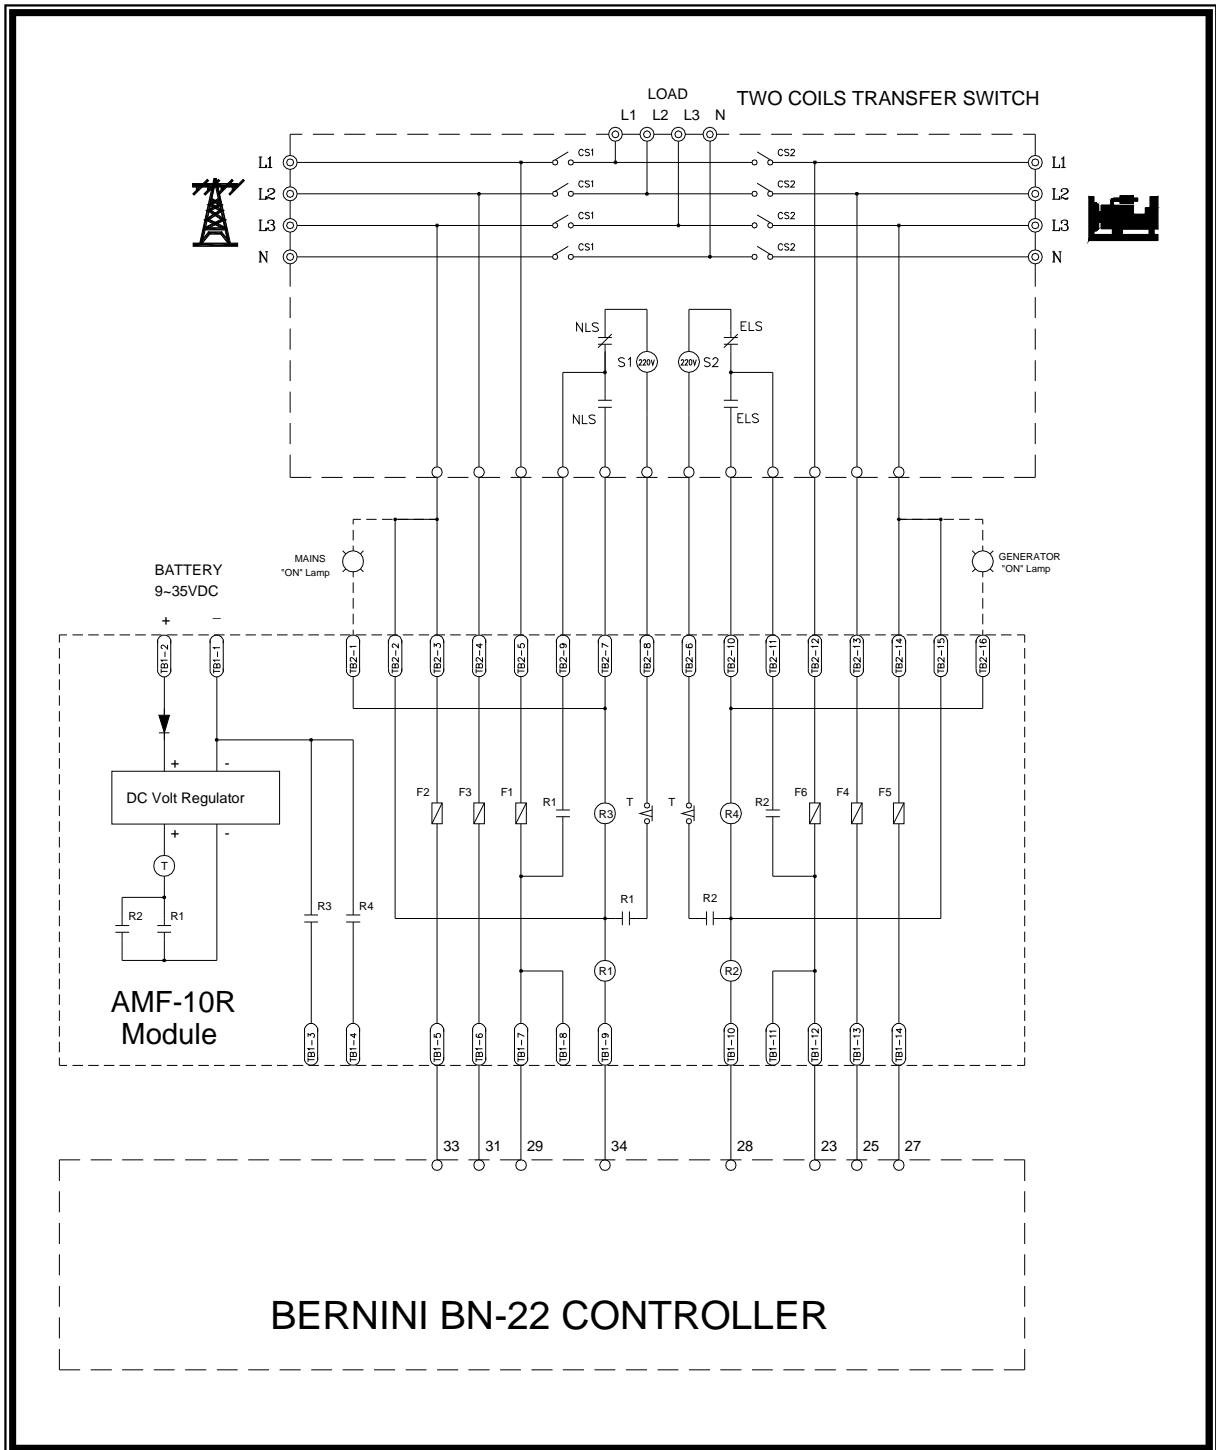 LOAD
TWO COILS TRANSFER SWITCH
L1 L2 L3 N
L1 CS1 CS2 L1
L2 CS1 CS2 L2
L3 CS1 CS2 L3
N CS1 CS2 N
NLS ELS
S1 220V 220V S2
NLS ELS
MAINS
"ON" Lamp
GENERATOR
"ON" Lamp
BATTERY
9~35VDC
+ −
TB1-2 TB1-1 TB2-1 TB2-2 TB2-3 TB2-4 TB2-5 TB2-9 TB2-7 TB2-8 TB2-6 TB2-10 TB2-11 TB2-12 TB2-13 TB2-14 TB2-15 TB2-16
+ -
DC Volt Regulator
+ -
F2 F3 F1 R1 R3 T T R4 R2 F6 F4 F5
T
R2 R1 R3 R4 R1 R2
R1 R2
AMF-10R
Module
TB1-3 TB1-4 TB1-5 TB1-6 TB1-7 TB1-8 TB1-9 TB1-10 TB1-11 TB1-12 TB1-13 TB1-14
33 31 29 34 28 23 25 27
BERNINI BN-22 CONTROLLER